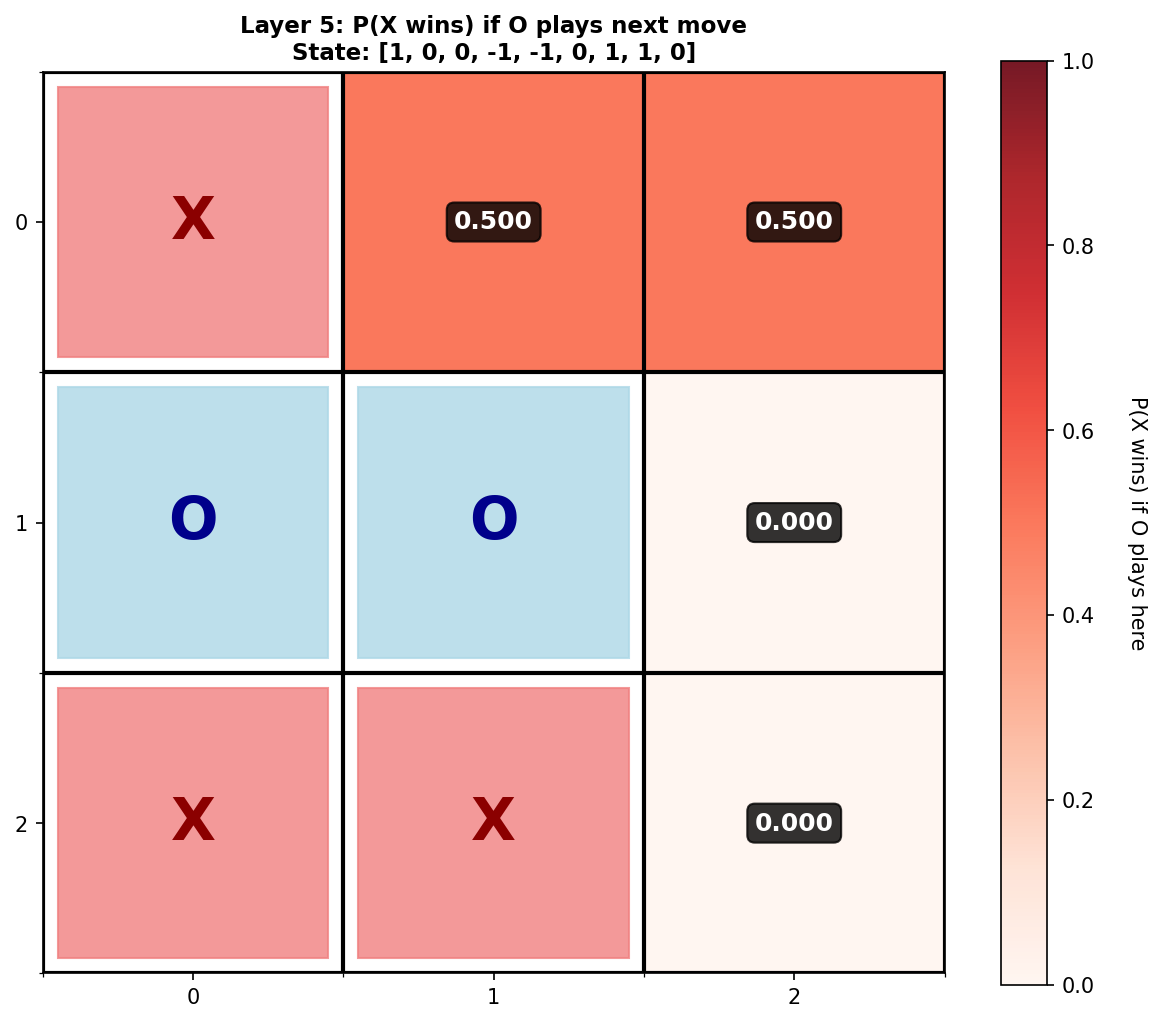 Layer 5: P(X wins) if O plays next move
State: [1, 0, 0, -1, -1, 0, 1, 1, 0]
0
X
0.500
0.500
1
O
O
0.000
2
X
X
0.000
0
1
2
1.0
0.8
0.6
0.4
0.2
0.0
P(X wins) if O plays here